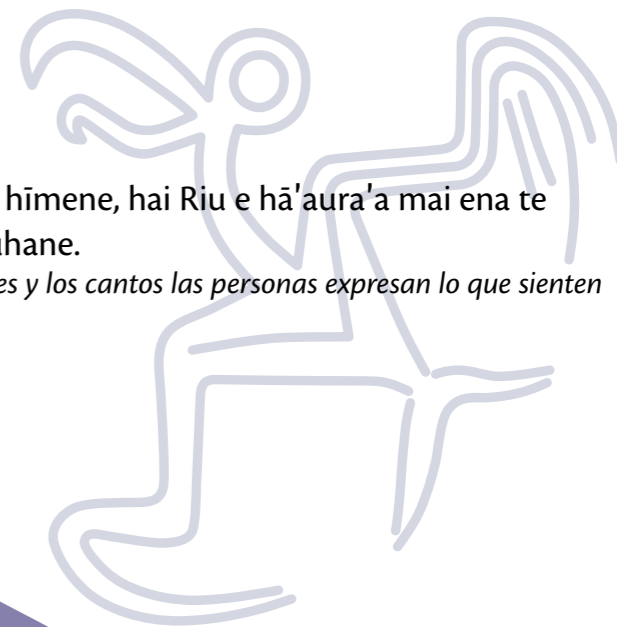 hīmene, hai Riu e hā'aura'a mai ena te
hane.
es y los cantos las personas expresan lo que sienten